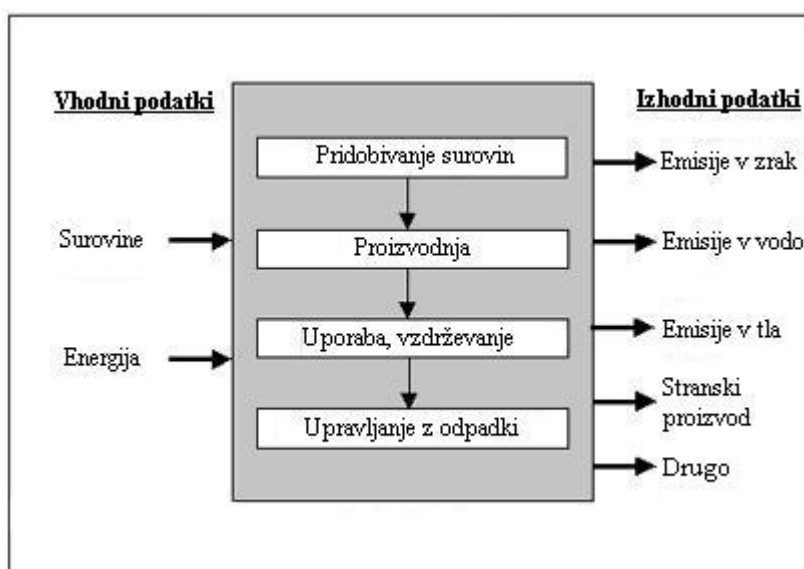 Vhodni podatki
Izhodni podatki
Pridobivanje surovin
Emisije v zrak
Surovine
Proizvodnja
Emisije v vodo
Energija
Uporaba, vzdrževanje
Emisije v tla
Stranski
proizvod
Upravljanje z odpadki
Drugo